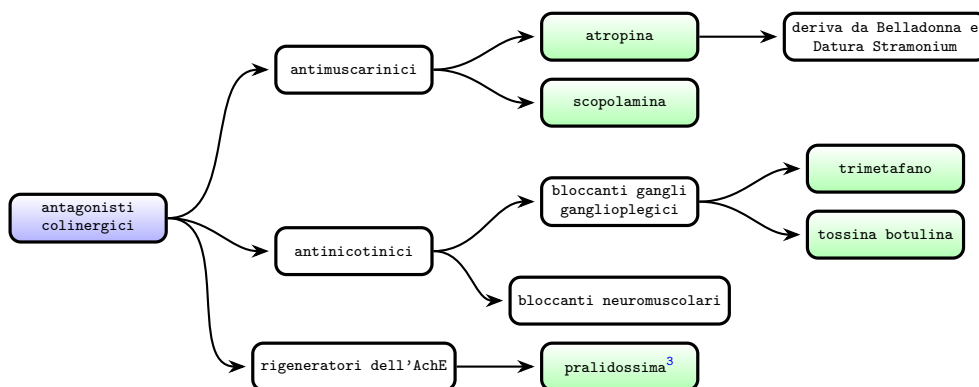 atropina
deriva da Belladonna e
Datura Stramonium
antimuscarinici
scopolamina
antagonisti
colinergici
bloccanti gangli
ganglioplegici
trimetafano
tossina botulina
antinicotinici
bloccanti neuromuscolari
rigeneratori dell'AchE
pralidossima³